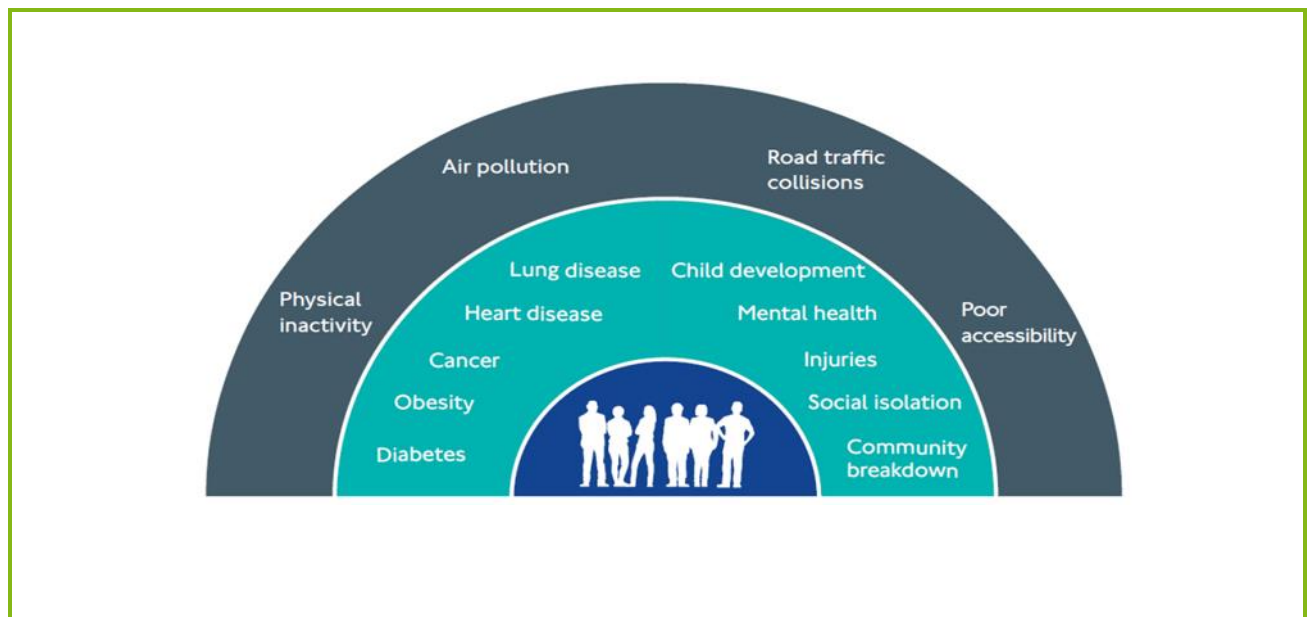 Air pollution
Road traffic
collisions
Physical
inactivity
Poor
accessibility
Lung disease
Child development
Heart disease
Mental health
Cancer
Injuries
Obesity
Social isolation
Diabetes
Community
breakdown